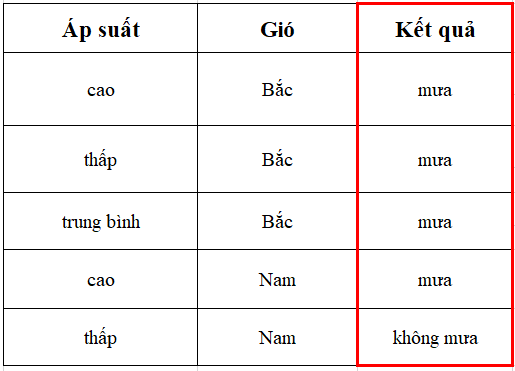 Áp suất Gió Kết quả
cao Bắc mưa
thấp Bắc mưa
trung bình Bắc mưa
cao Nam mưa
thấp Nam không mưa